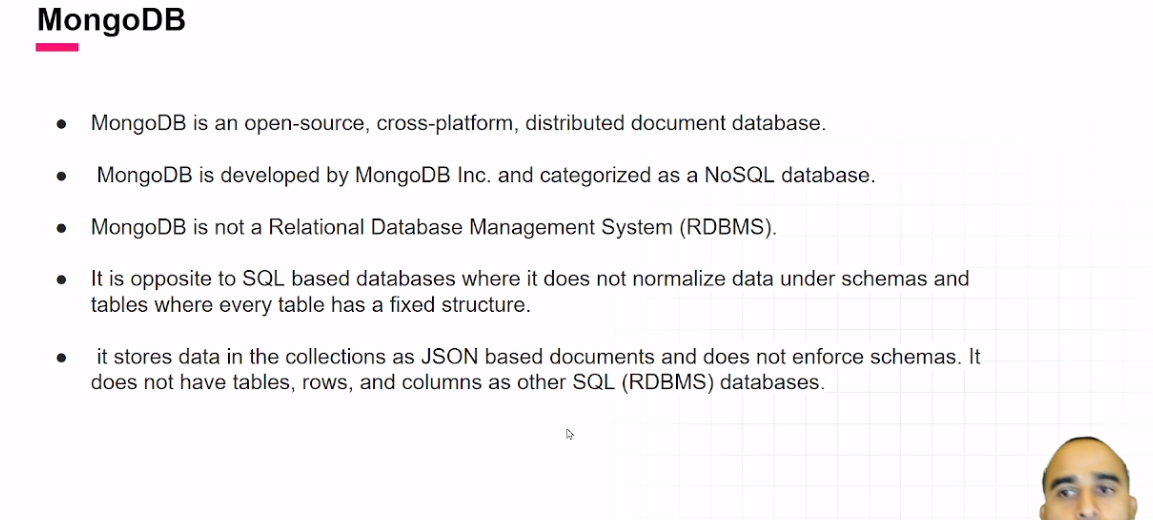 MongoDB
● MongoDB is an open-source, cross-platform, distributed document database.
● MongoDB is developed by MongoDB Inc. and categorized as a NoSQL database.
● MongoDB is not a Relational Database Management System (RDBMS).
● It is opposite to SQL based databases where it does not normalize data under schemas and
tables where every table has a fixed structure.
● it stores data in the collections as JSON based documents and does not enforce schemas. It
does not have tables, rows, and columns as other SQL (RDBMS) databases.